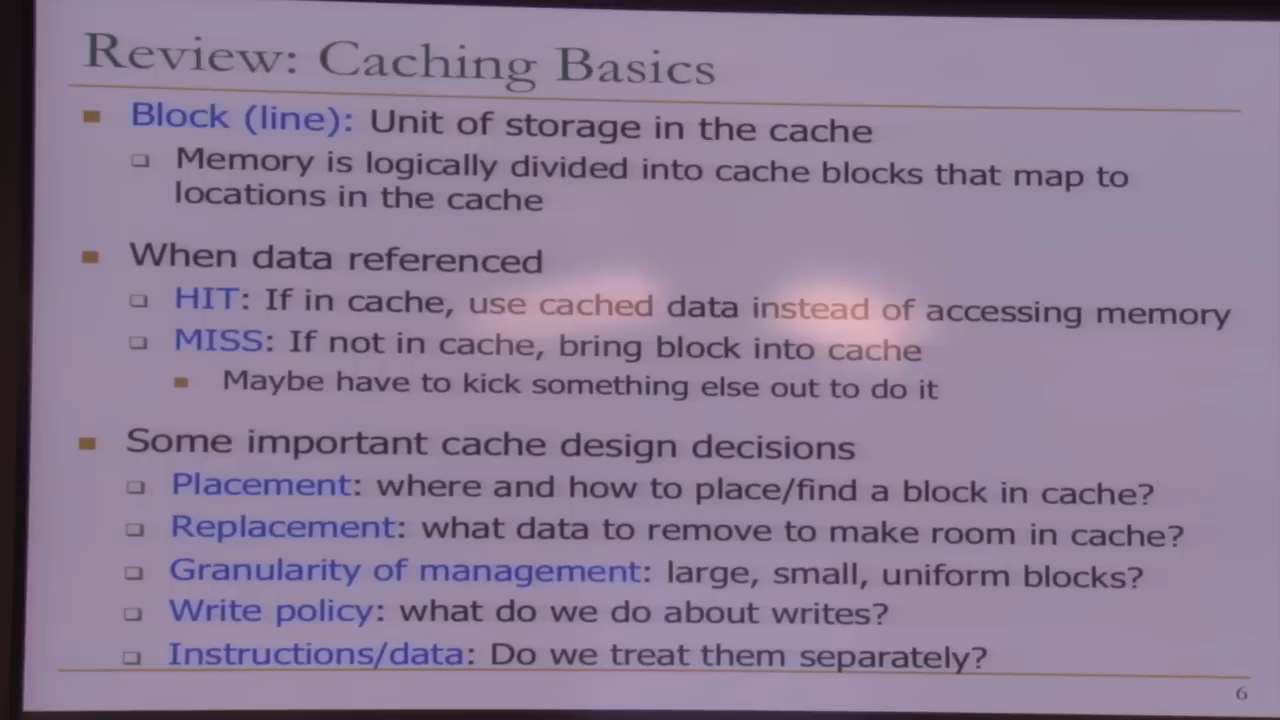 Review: Caching Basics
Block (line): Unit of storage in the cache
Memory is logically divided into cache blocks that map to
locations in the cache
When data referenced
HIT: If in cache, use cached data instead of accessing memory
MISS: If not in cache, bring block into cache
Maybe have to kick something else out to do it
Some important cache design decisions
Placement: where and how to place/find a block in cache?
Replacement: what data to remove to make room in cache?
Granularity of management: large, small, uniform blocks?
Write policy: what do we do about writes?
Instructions/data: Do we treat them separately?
6